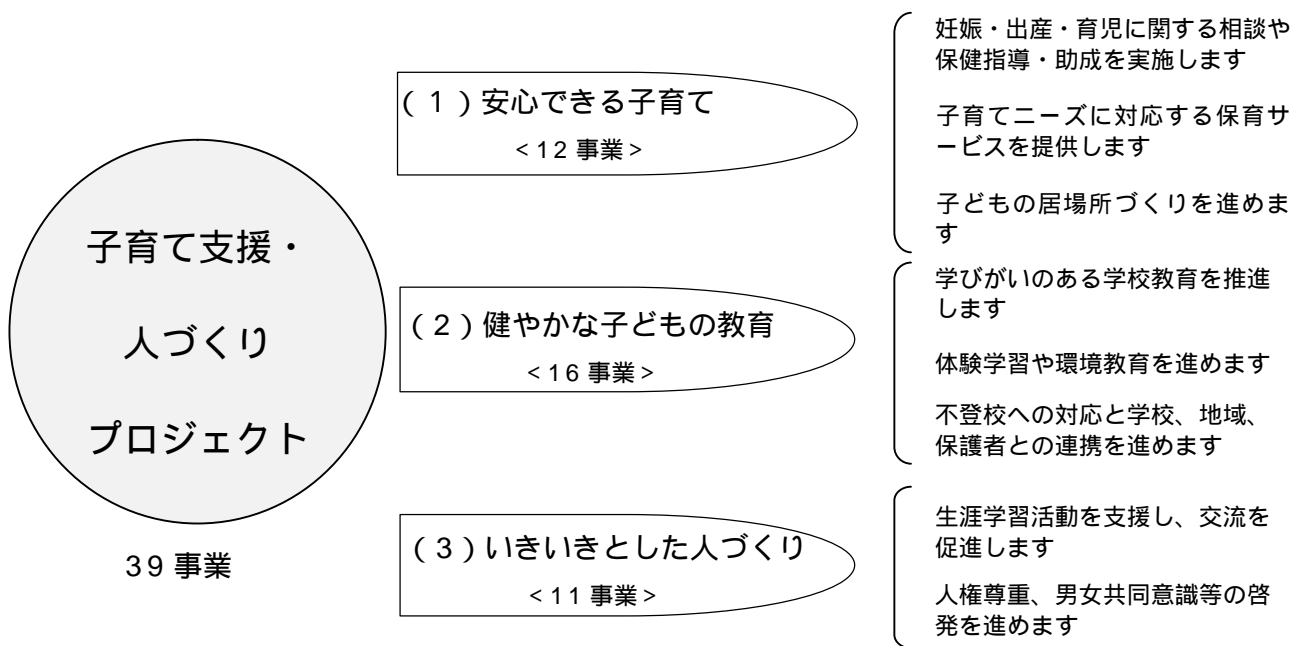 子育て支援・
人づくり
プロジェクト
39事業
(1)安心できる子育て
<12事業>
妊娠・出産・育児に関する相談や
保健指導・助成を実施します
子育てニーズに対応する保育サ
ービスを提供します
子どもの居場所づくりを進めま
す
(2)健やかな子どもの教育
<16事業>
学びがいのある学校教育を推進
します
体験学習や環境教育を進めます
不登校への対応と学校、地域、
保護者との連携を進めます
(3)いきいきとした人づくり
<11事業>
生涯学習活動を支援し、交流を
促進します
人権尊重、男女共同意識等の啓
発を進めます